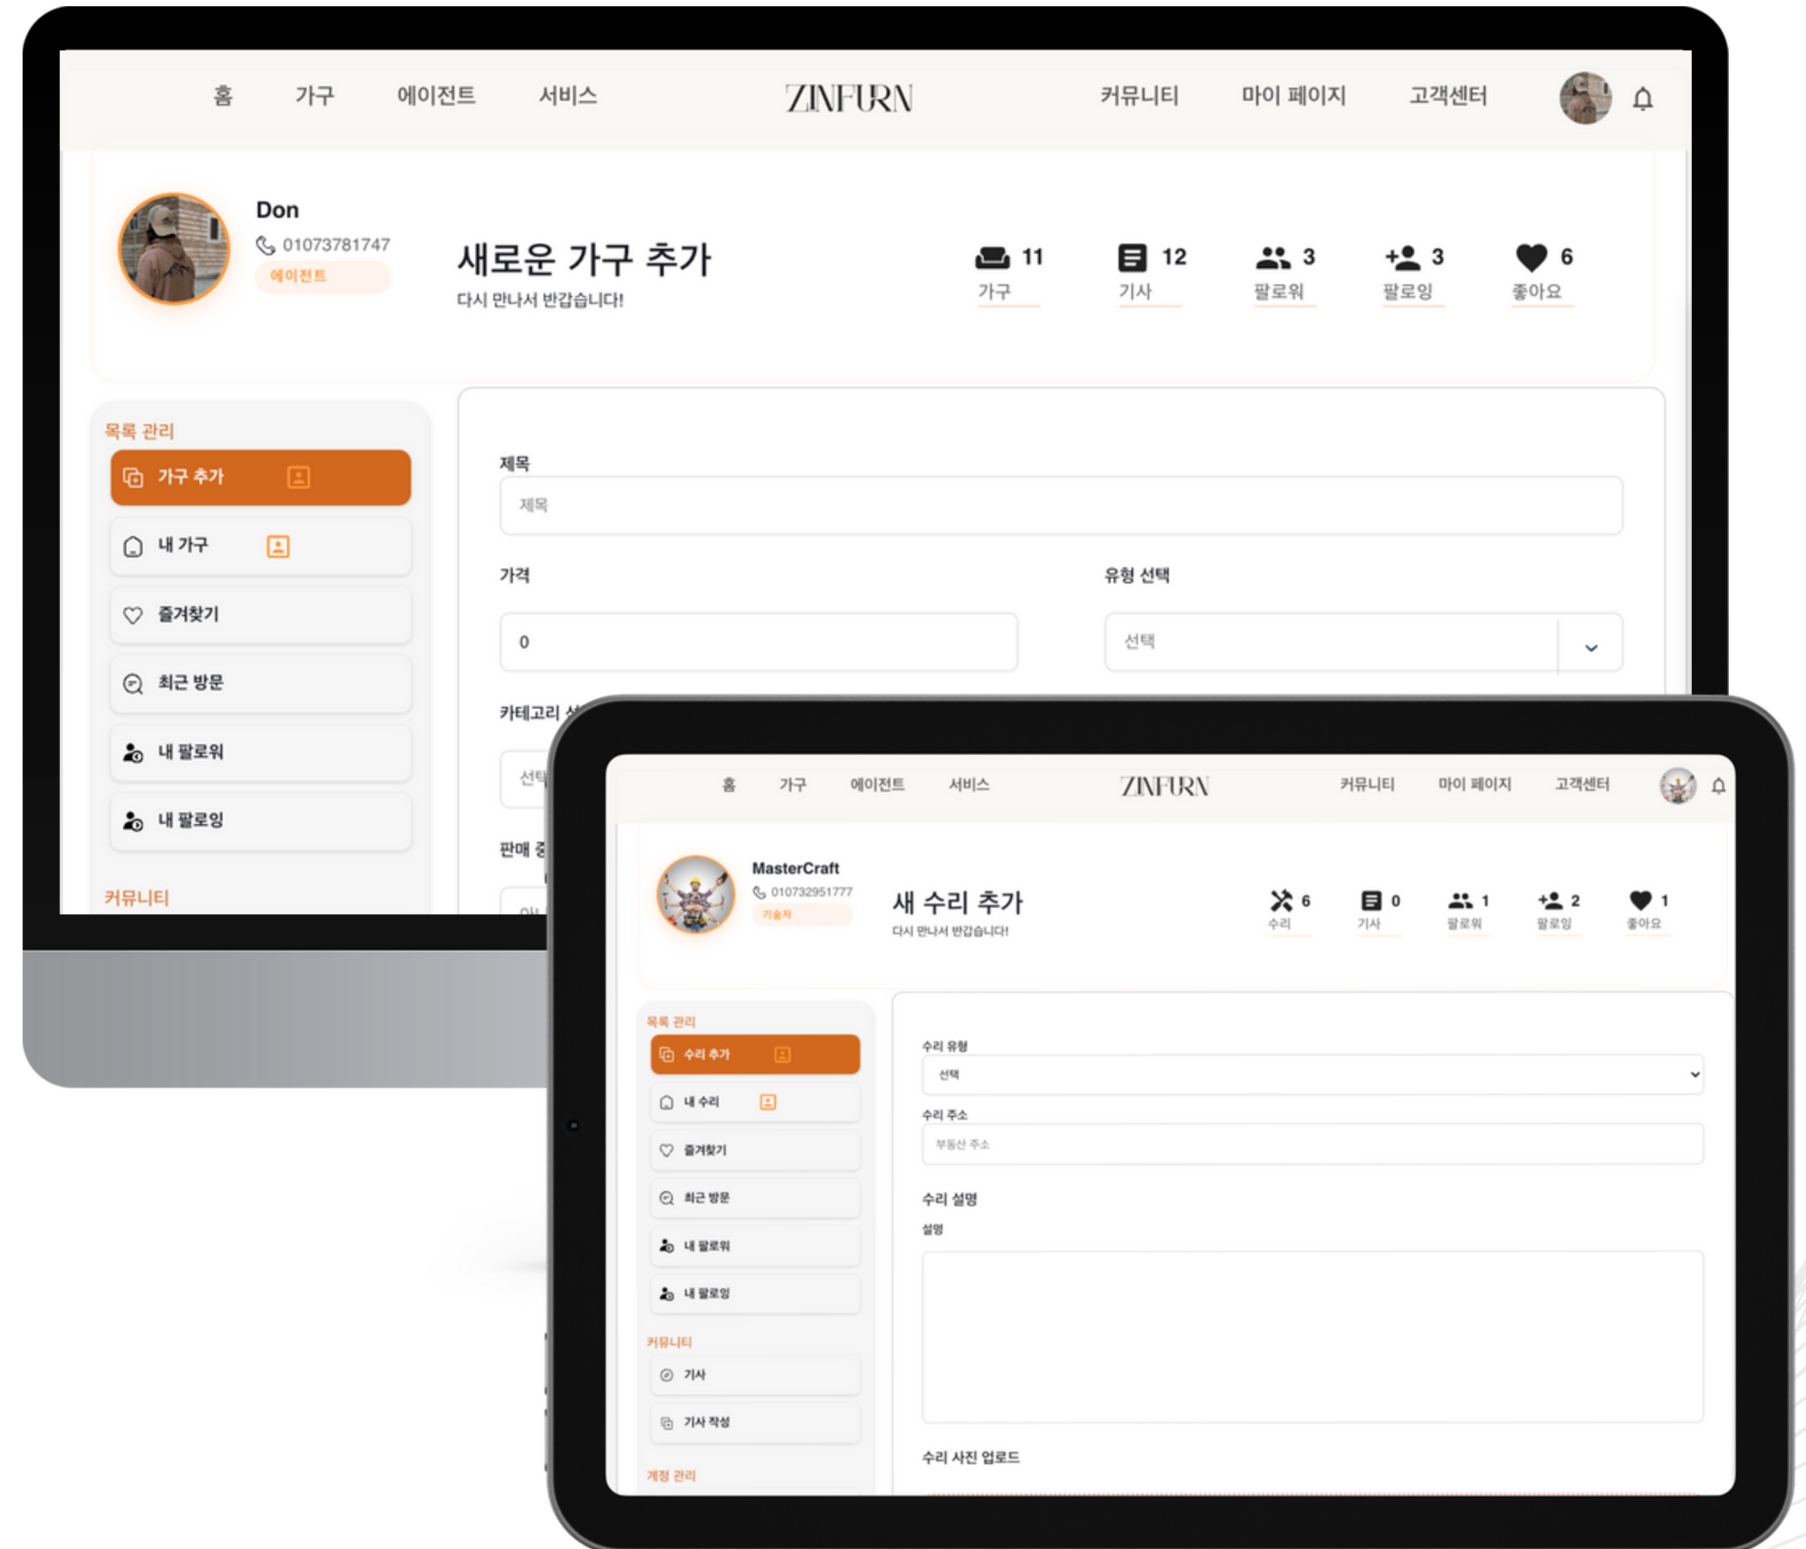 홈 가구 에이전트 서비스 ZINFURN 커뮤니티 마이 페이지 고객센터
Don
01073781747
에이전트
새로운 가구 추가
다시 만나서 반갑습니다!
11 12 3 3 6
가구 기사 팔로워 팔로잉 좋아요
목록 관리
가구 추가
내 가구
즐겨찾기
최근 방문
내 팔로워
내 팔로잉
커뮤니티
제목
제목
가격 유형 선택
0 선택
카테고리
선택
판매
홈 가구 에이전트 서비스 ZINFURN 커뮤니티 마이 페이지 고객센터
MasterCraft
010732951777
기술자
새 수리 추가
다시 만나서 반갑습니다!
6 0 1 2 1
수리 기사 팔로워 팔로잉 좋아요
목록 관리
수리 추가
내 수리
즐겨찾기
최근 방문
내 팔로워
내 팔로잉
커뮤니티
기사
기사 작성
계정 관리
수리 유형
선택
수리 주소
부동산 주소
수리 설명
설명
수리 사진 업로드